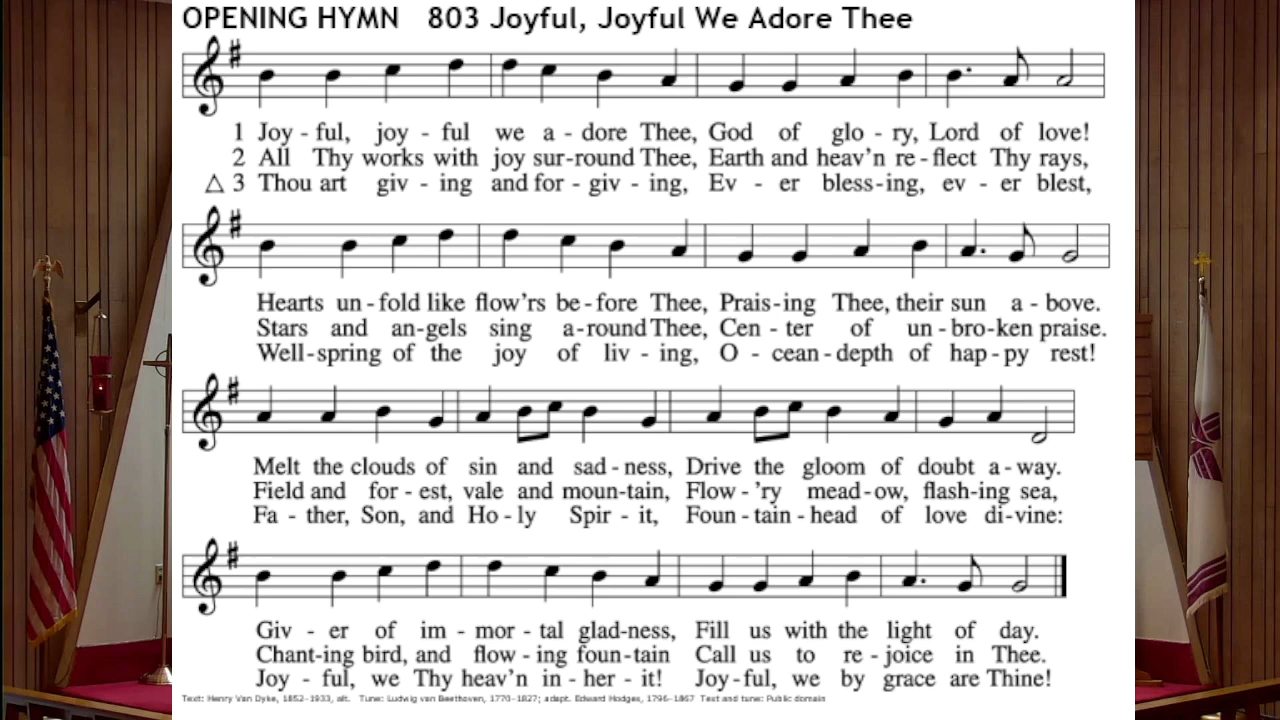 OPENING HYMN 803 Joyful, Joyful We Adore Thee
1 Joy - ful, joy - ful we a - dore Thee, God of glo - ry, Lord of love!
2 All Thy works with joy sur-round Thee, Earth and heav'n re - flect Thy rays,
△ 3 Thou art giv - ing and for - giv - ing, Ev - er bless-ing, ev - er blest,
Hearts un - fold like flow'rs be - fore Thee, Prais-ing Thee, their sun a - bove.
Stars and an-gels sing a-round Thee, Cen - ter of un - bro-ken praise.
Well-spring of the joy of liv - ing, O - cean-depth of hap-py rest!
Melt the clouds of sin and sad-ness, Drive the gloom of doubt a-way.
Field and for - est, vale and moun-tain, Flow-'ry mead-ow, flash-ing sea,
Fa - ther, Son, and Ho - ly Spir - it, Foun-tain-head of love di-vine:
Giv - er of im - mor - tal glad-ness, Fill us with the light of day.
Chant-ing bird, and flow-ing foun-tain Call us to re - joice in Thee.
Joy - ful, we Thy heav'n in - her - it! Joy-ful, we by grace are Thine!
Text: Henry Van Dyke, 1852-1933, alt. Tune: Ludwig van Beethoven, 1770-1827; adapt. Edward Hodges, 1796-1867 Text and tune: Public domain